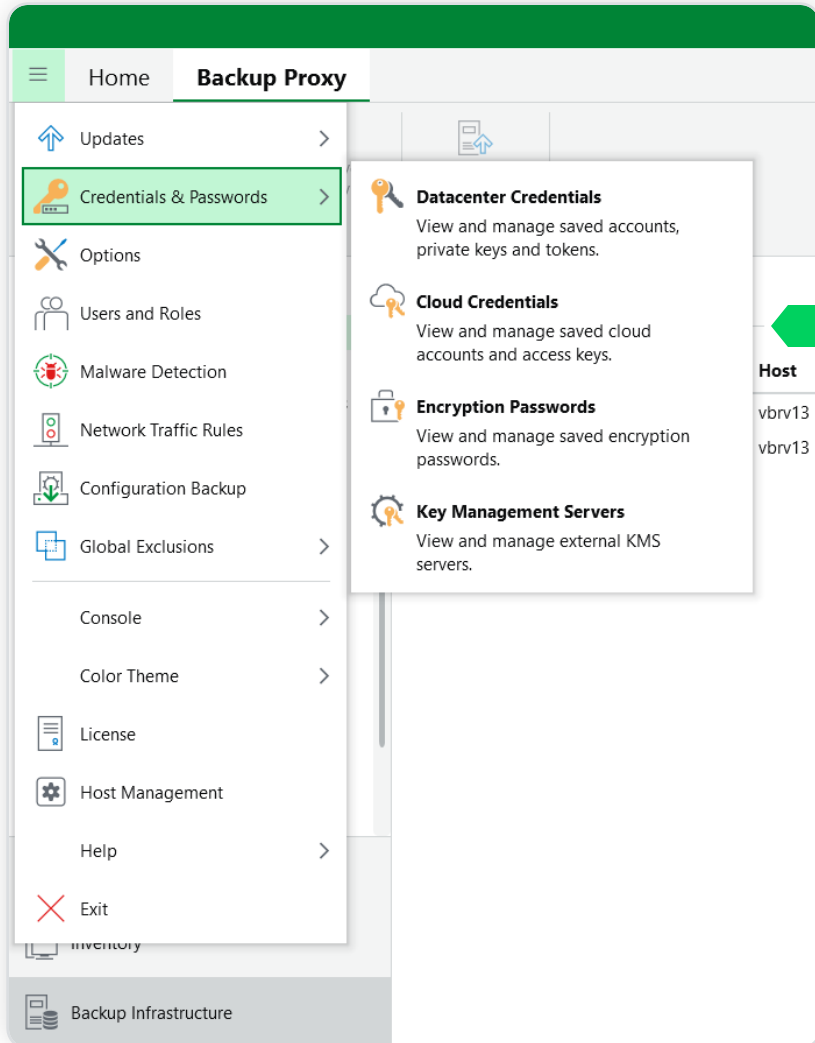 Home
Backup Proxy
Updates
Credentials & Passwords
Options
Users and Roles
Malware Detection
Network Traffic Rules
Configuration Backup
Global Exclusions
Console
Color Theme
License
Host Management
Help
Exit
Datacenter Credentials
View and manage saved accounts,
private keys and tokens.
Cloud Credentials
View and manage saved cloud
accounts and access keys.
Encryption Passwords
View and manage saved encryption
passwords.
Key Management Servers
View and manage external KMS
servers.
Host
vbrv13
vbrv13
Inventory
Backup Infrastructure